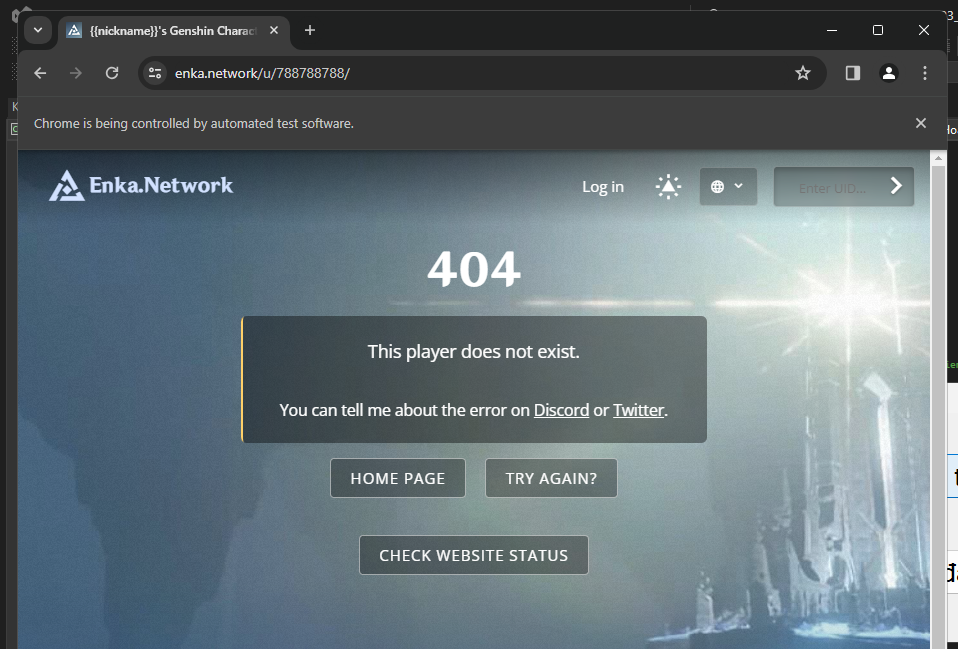 {{nickname}}'s Genshin Charac
enka.network/u/788788788/
Chrome is being controlled by automated test software.
Enka.Network
Log in
Enter UID...
404
This player does not exist.
You can tell me about the error on Discord or Twitter.
HOME PAGE
TRY AGAIN?
CHECK WEBSITE STATUS